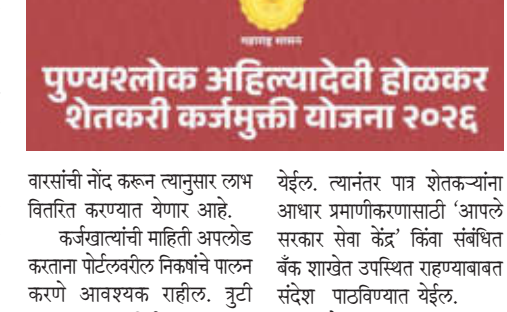 महाराष्ट्र शासन
पुण्यश्लोक अहिल्यादेवी होळकर
शेतकरी कर्जमुक्ती योजना २०२६
वारसांची नोंद करून त्यानुसार लाभ
वितरित करण्यात येणार आहे.
कर्जखात्यांची माहिती अपलोड
करताना पोर्टलवरील निकषांचे पालन
करणे आवश्यक राहील. त्रुटी
येईल. त्यानंतर पात्र शेतकऱ्यांना
आधार प्रमाणीकरणासाठी ‘आपले
सरकार सेवा केंद्र’ किंवा संबंधित
बँक शाखेत उपस्थित राहण्याबाबत
संदेश पाठविण्यात येईल.